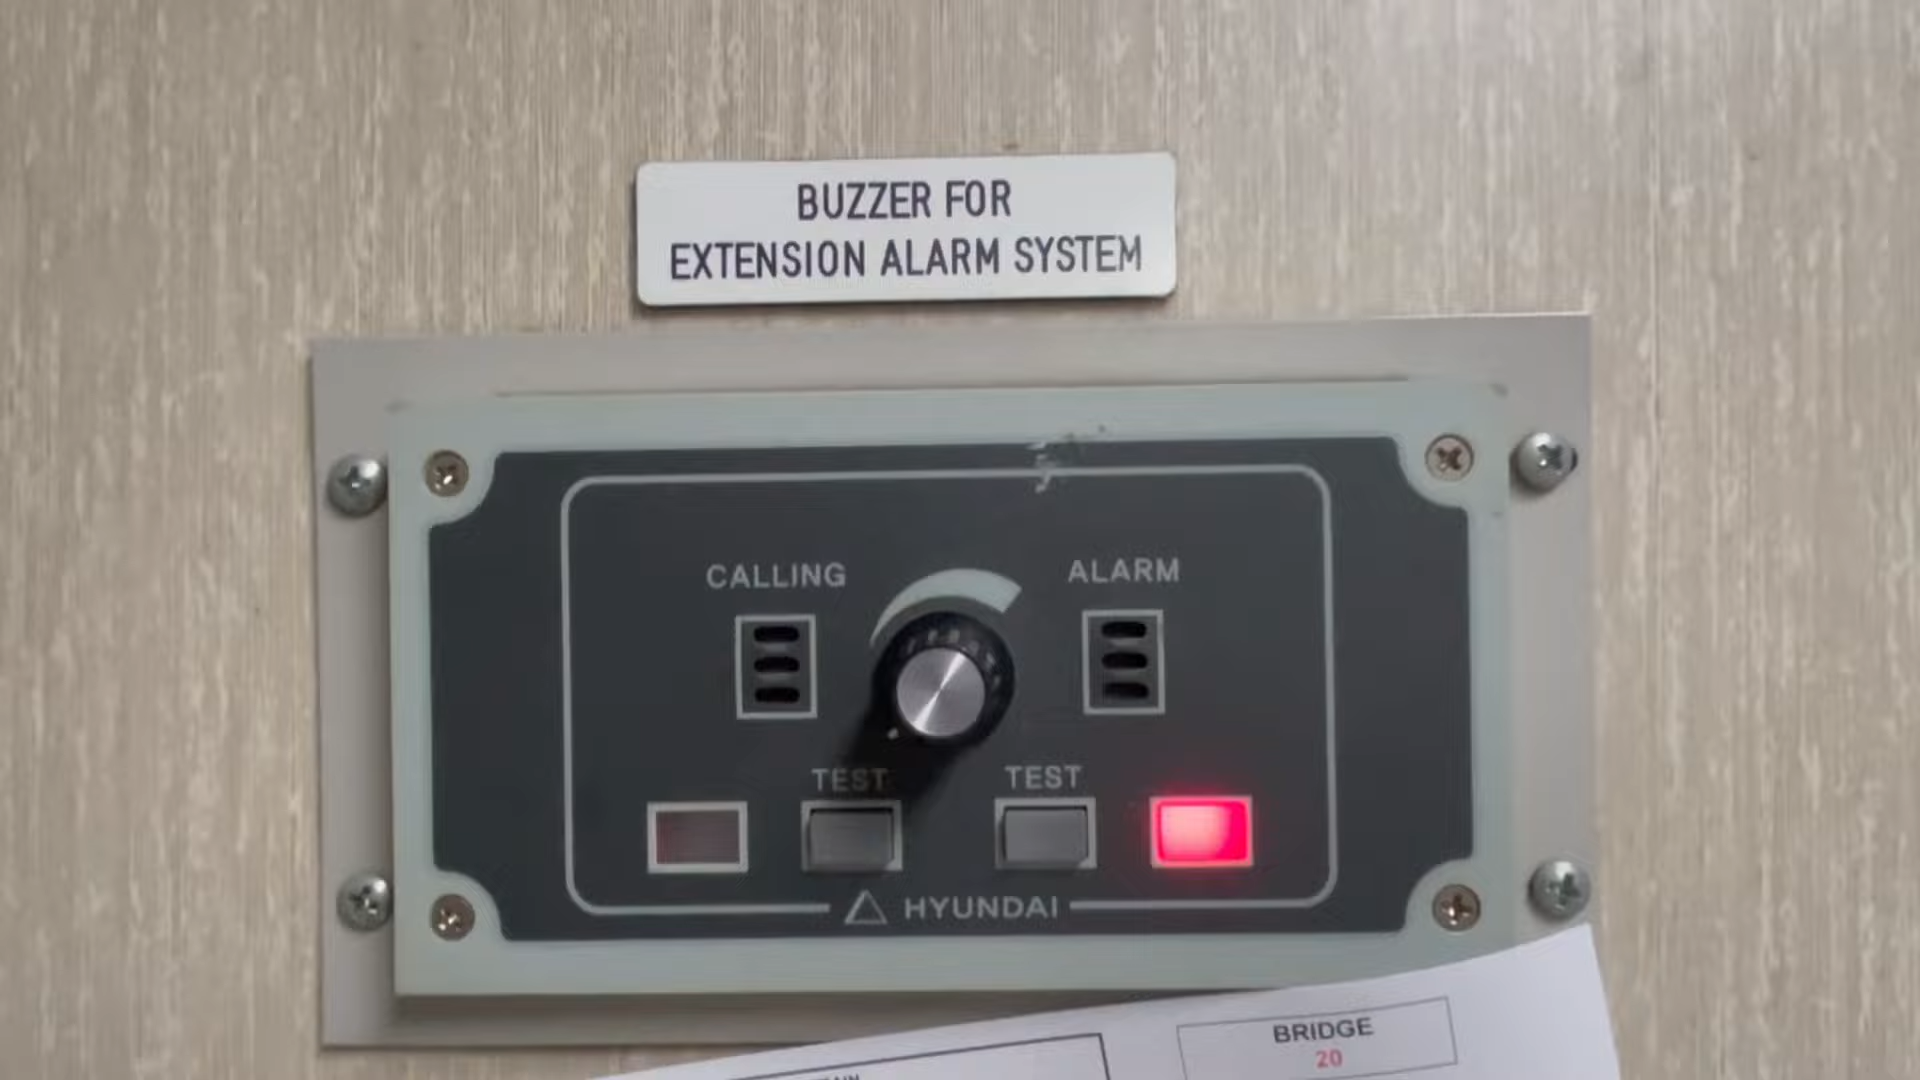 BUZZER FOR
EXTENSION ALARM SYSTEM
CALLING
ALARM
TEST
TEST
HYUNDAI
BRIDGE
20